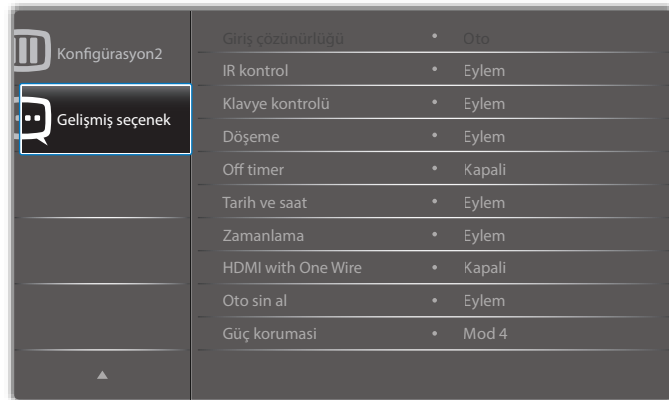 Konfigürasyon2
Gelişmiş seçenek
Giriş çözünürlüğü • Oto
IR kontrol • Eylem
Klavye kontrolü • Eylem
Döşeme • Eylem
Off timer • Kapali
Tarih ve saat • Eylem
Zamanlama • Eylem
HDMI with One Wire • Kapali
Oto sin al • Eylem
Güç korumasi • Mod 4